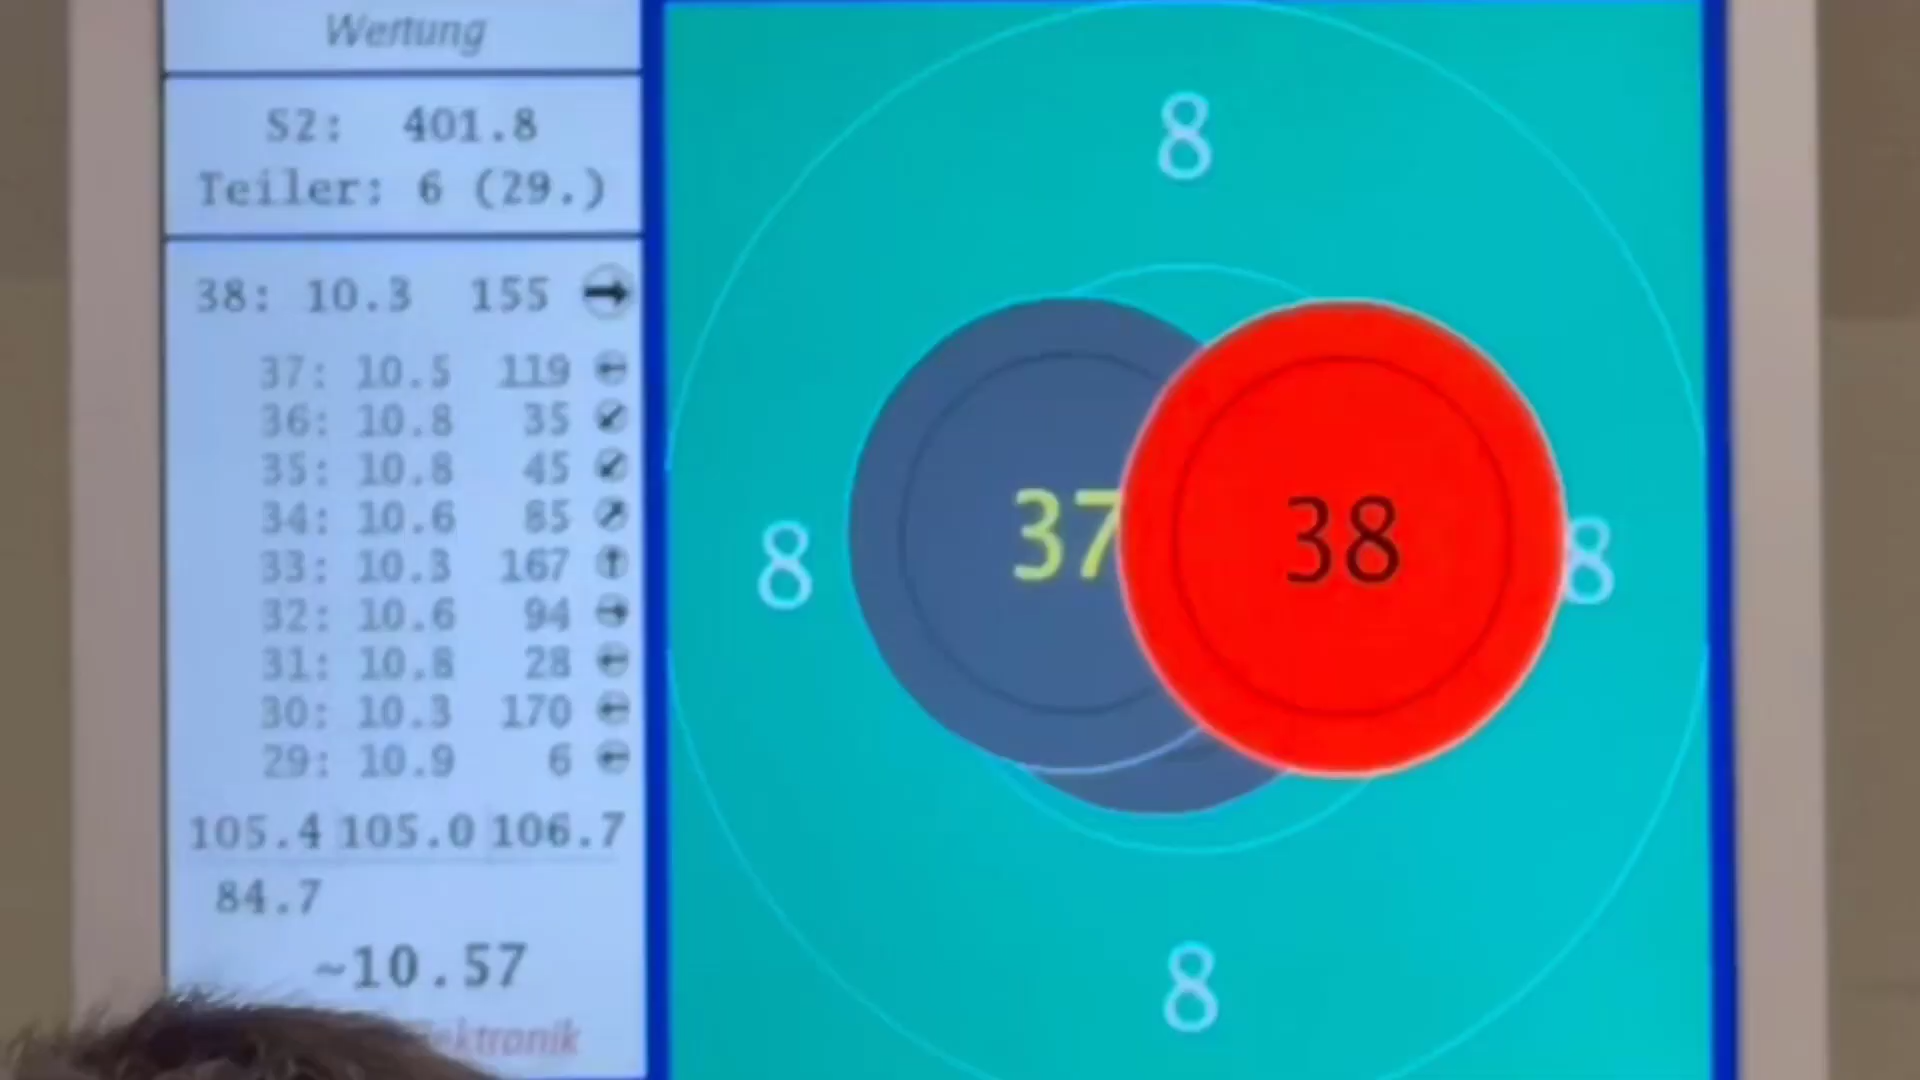 Wertung
S2: 401.8
Teiler: 6 (29.)
38: 10.3 155
37: 10.5 119
36: 10.8 35
35: 10.8 45
34: 10.6 85
33: 10.3 167
32: 10.6 94
31: 10.8 28
30: 10.3 170
29: 10.9 6
105.4 105.0 106.7
84.7
~10.57
8
8 37 38 8
8